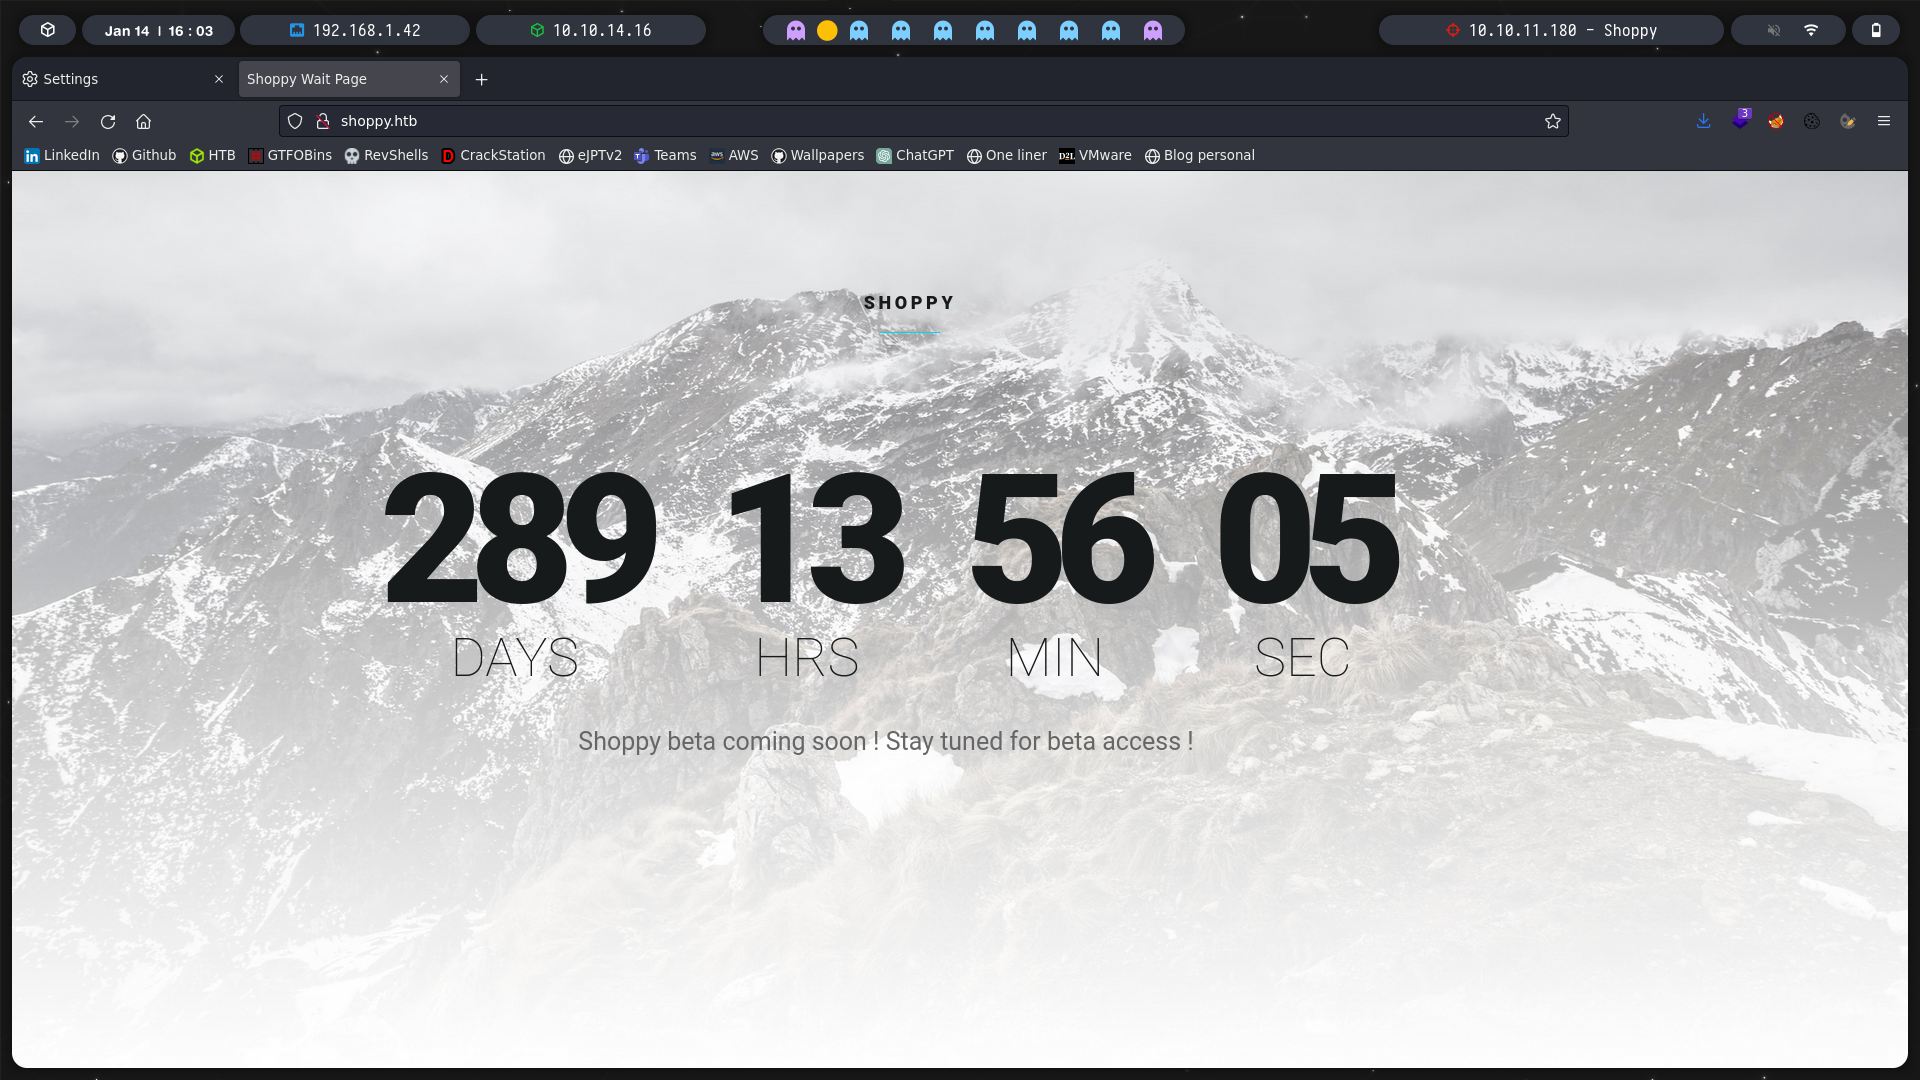 Jan 14 | 16 : 03
192.168.1.42
10.10.14.16
10.10.11.180 - Shoppy
Settings
Shoppy Wait Page
shoppy.htb
3
LinkedIn Github HTB GTFOBins RevShells CrackStation eJPTv2 Teams AWS Wallpapers ChatGPT One liner VMware Blog personal
SHOPPY
289 13 56 05
DAYS HRS MIN SEC
Shoppy beta coming soon ! Stay tuned for beta access !